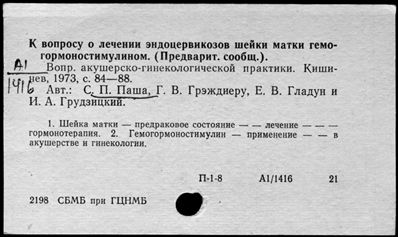 К вопросу о лечении эндоцервикозов шейки матки гемо-
гормоностимулином. (Предварит. сообщ.).
А1
1416
Вопр. акушерско-гинекологической практики. Киши-
нев, 1973, с. 84—88.
Авт.: С. П. Паша, Г. В. Грэждиеру, Е. В. Гладун и
И. А. Грудзицкий.
1. Шейка матки — предраковое состояние — — лечение — — —
гормонотерапия. 2. Гемогормоностимулин — применение — — в
акушерстве и гинекологии.
П-1-8 А1/1416 21
2198 СБМБ при ГЦНМБ